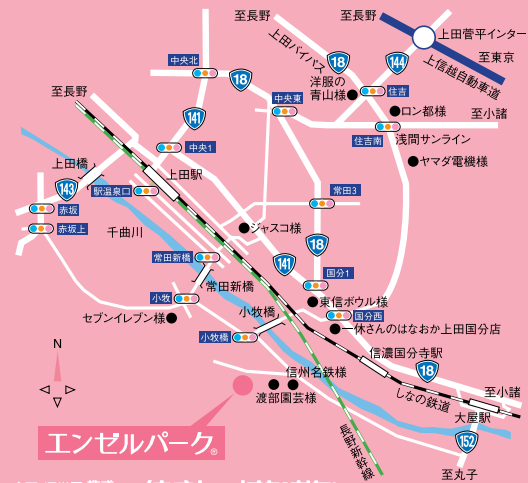 至長野
至長野
上田菅平インター
中央北
上田バイパス
18
144
至東京
18
洋服の
青山様
住吉
上信越自動車道
至長野
中央東
ロン都様
至小諸
141
住吉南
浅間サンライン
中央1
ヤマダ電機様
上田橋
上田駅
143
駅温泉口
常田3
赤坂
赤坂上
千曲川
ジャスコ様
18
常田新橋
141
国分1
常田新橋
小牧
東信ボウル様
小牧橋
国分西
セブンイレブン様
一休さんのはなおか上田国分店
小牧橋
N
信濃国分寺駅
信州名鉄様
18
渡部園芸様
しなの鉄道
至小諸
大屋駅
エンゼルパーク®
長野新幹線
152
至丸子